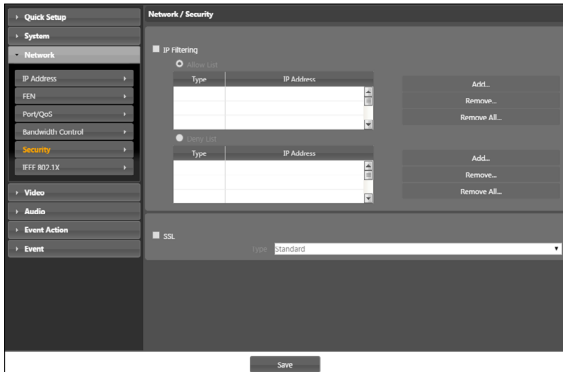 Quick Setup
System
Network
IP Address
FEN
Port/QoS
Bandwidth Control
Security
IEEE 802.1X
Video
Audio
Event Action
Event
Network / Security
IP Filtering
Allow List
Type IP Address
Add...
Remove...
Remove All...
Deny List
Type IP Address
Add...
Remove...
Remove All...
SSL
Type Standard
Save